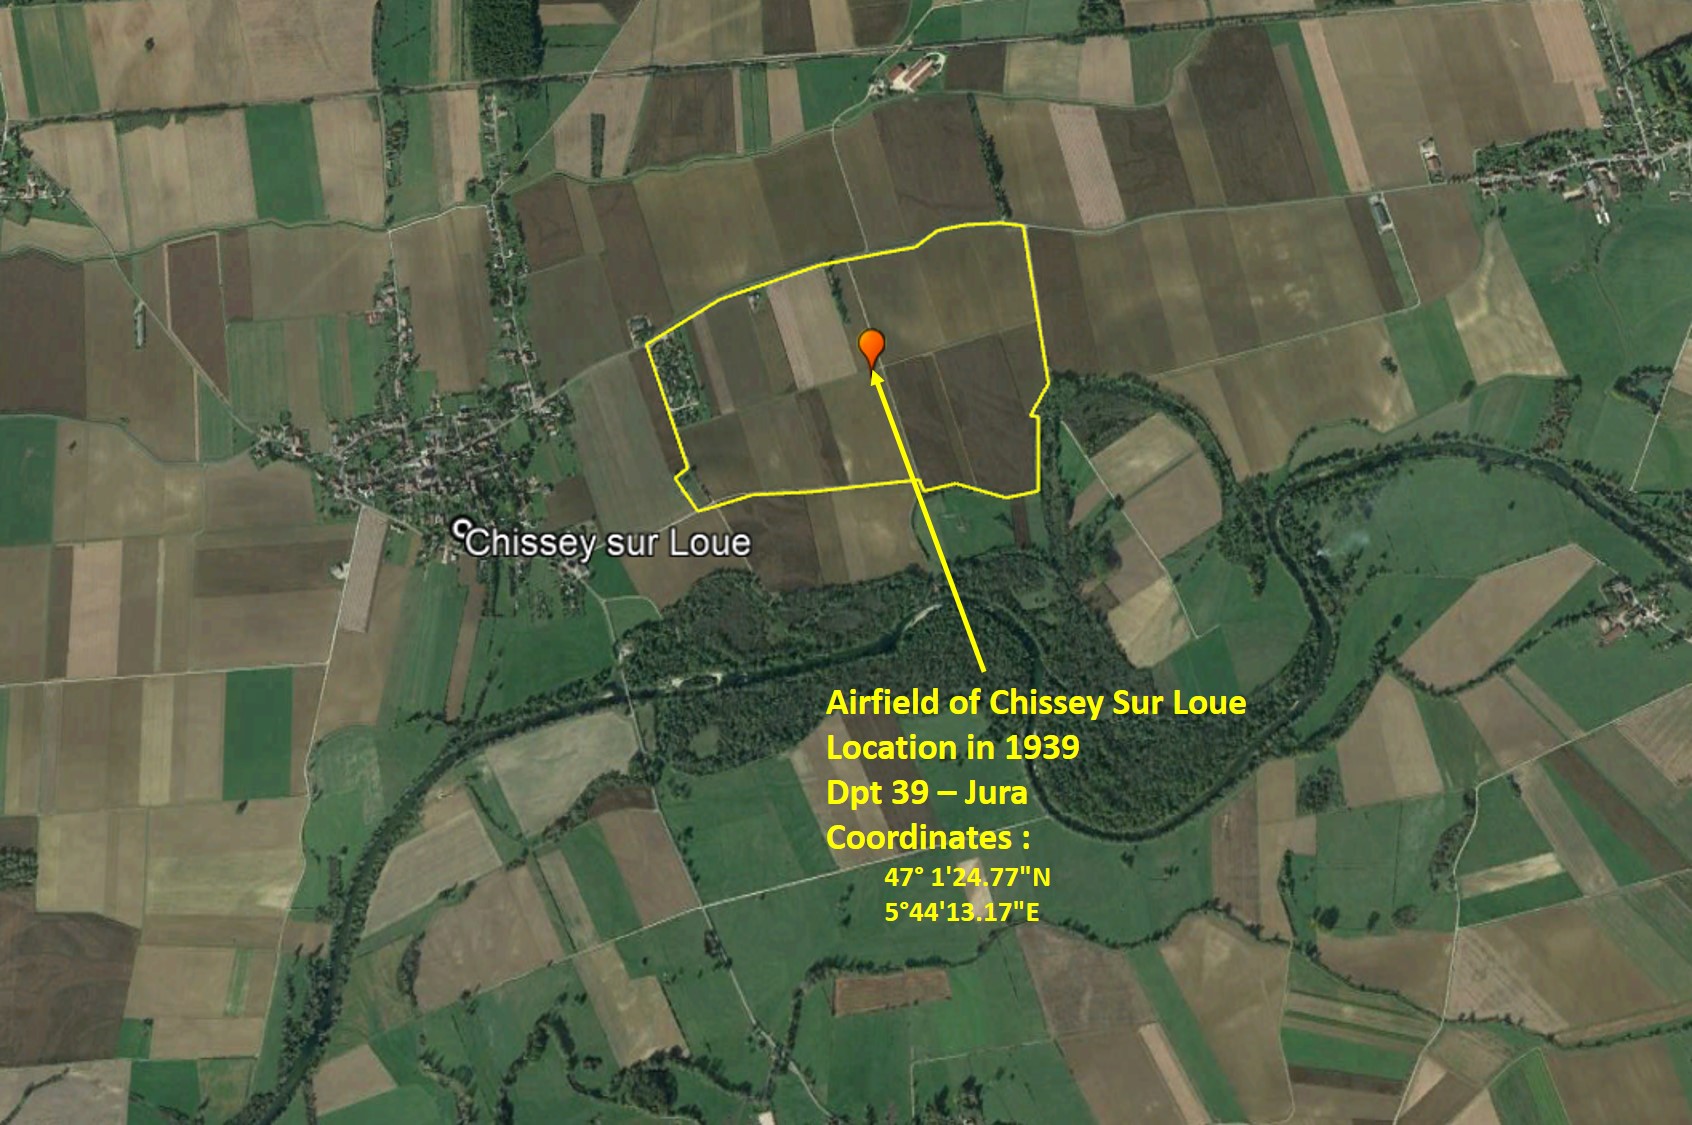 Chissey sur Loue
Airfield of Chissey Sur Loue
Location in 1939
Dpt 39 – Jura
Coordinates :
47° 1'24.77"N
5°44'13.17"E